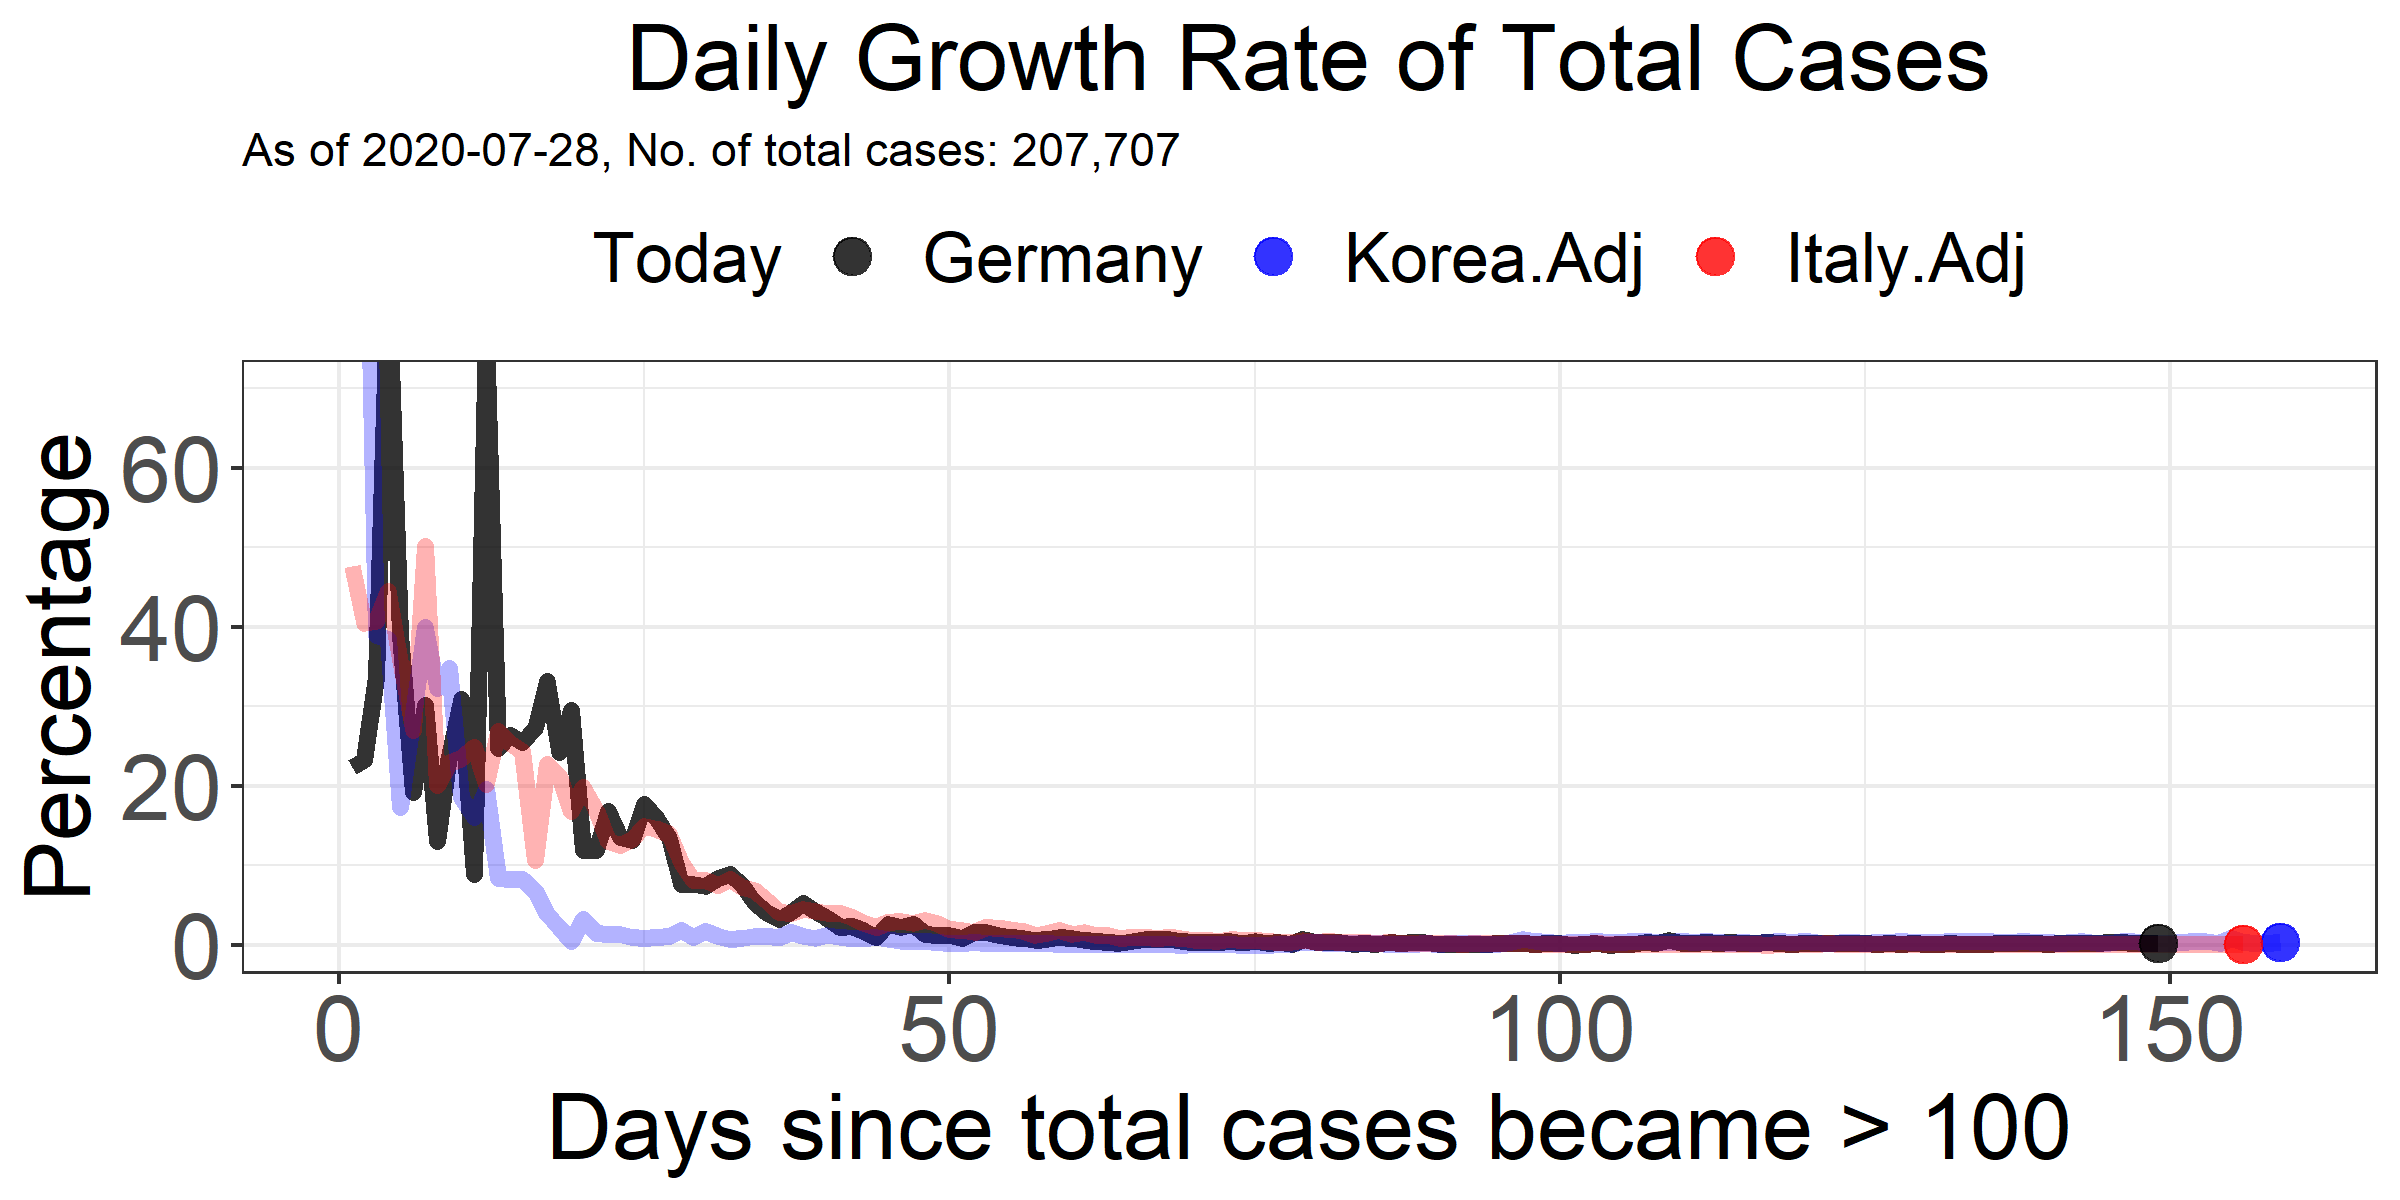 Daily Growth Rate of Total Cases
As of 2020-07-28, No. of total cases: 207,707
Today Germany Korea.Adj Italy.Adj
Percentage
60
40
20
0
0 50 100 150
Days since total cases became > 100